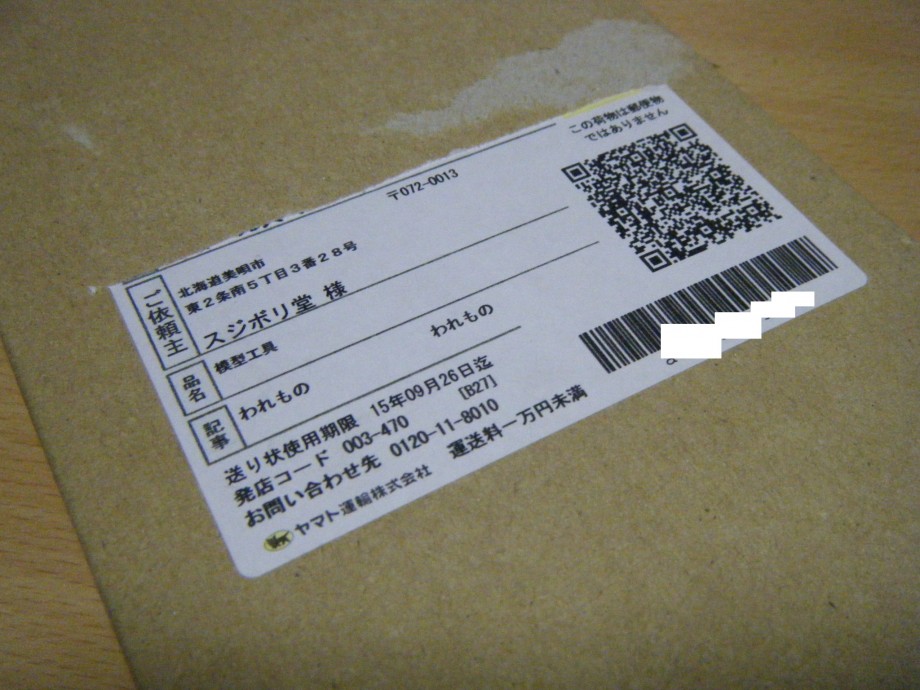 この荷物は郵便物
ではありません
〒072-0013
ご依頼主
北海道美唄市
東2条南5丁目3番28号
スジボリ堂 様
品名
模型工具
われもの
記事
われもの
送り状使用期限 15年09月26日迄
発店コード 003-470 [B27]
お問い合わせ先 0120-11-8010
ヤマト運輸株式会社 運送料一万円未満